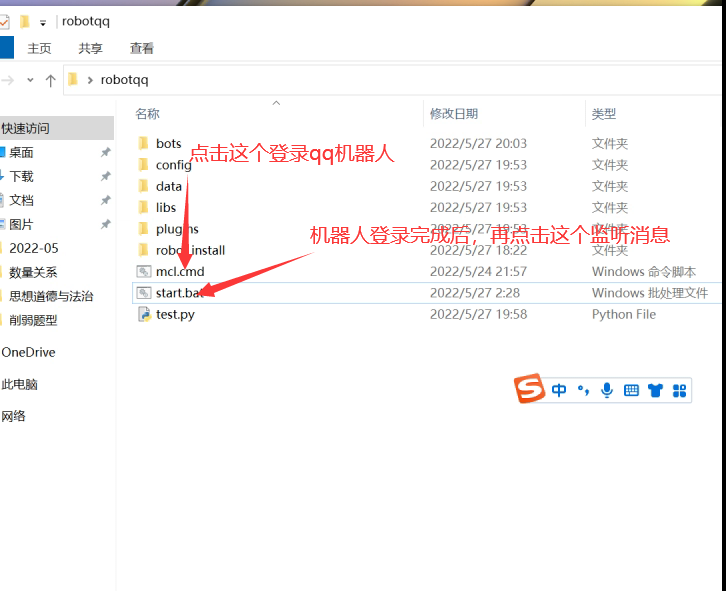 robotqq
主页 共享 查看
robotqq
名称 修改日期 类型
快速访问
桌面
下载
文档
图片
2022-05
数量关系
思想道德与法治
削弱题型
OneDrive
此电脑
网络
bots 2022/5/27 20:03 文件夹
点击这个登录qq机器人
config 2022/5/27 19:53 文件夹
data 2022/5/27 19:53 文件夹
libs 2022/5/27 19:53 文件夹
plugins 2022/5/27 19:53 文件夹
机器人登录完成后，再点击这个监听消息
robot install 2022/5/27 18:22 文件夹
mcl.cmd 2022/5/24 21:57 Windows 命令脚本
start.bat 2022/5/27 2:28 Windows 批处理文件
test.py 2022/5/27 19:58 Python File
中